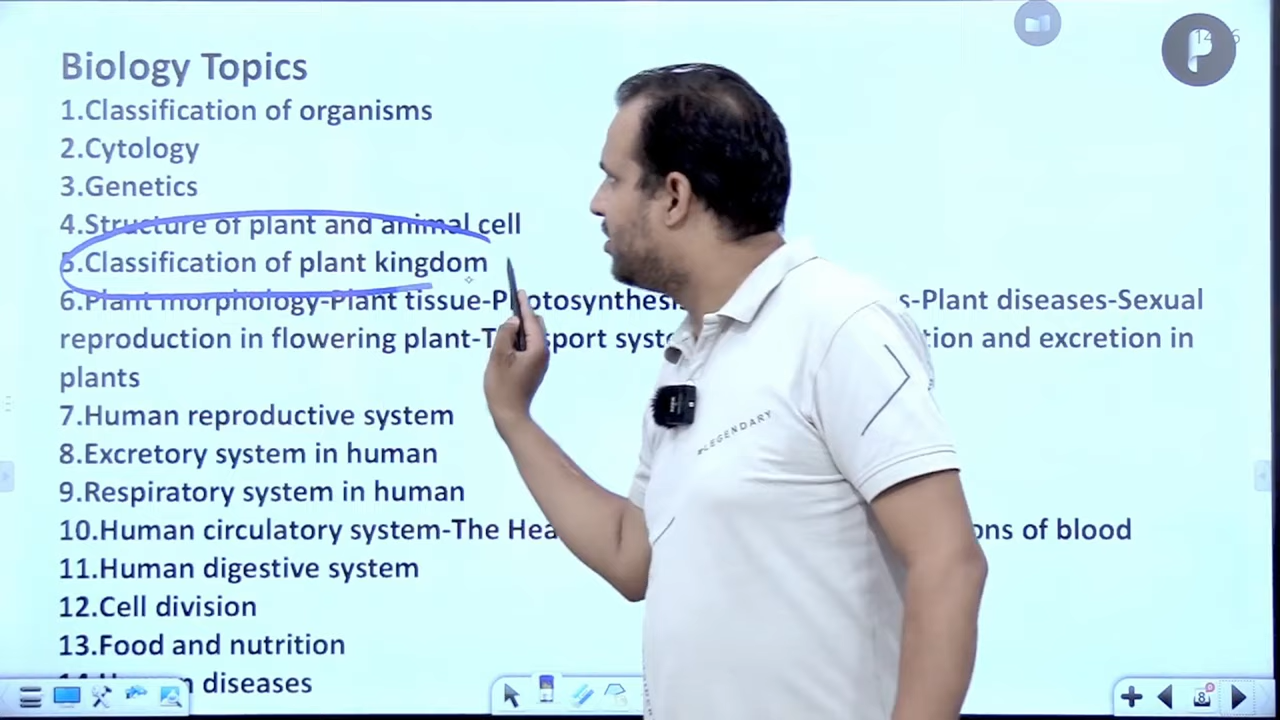 Biology Topics
1.Classification of organisms
2.Cytology
3.Genetics
4.Structure of plant and animal cell
5.Classification of plant kingdom
6.Plant morphology-Plant tissue- s-Plant diseases-Sexual
reproduction in flowering plant- and excretion in
plants
7.Human reproductive system
8.Excretory system in human
9.Respiratory system in human
10.Human circulatory system-The of blood
11.Human digestive system
12.Cell division
13.Food and nutrition
diseases
#LEGENDARY
P
8